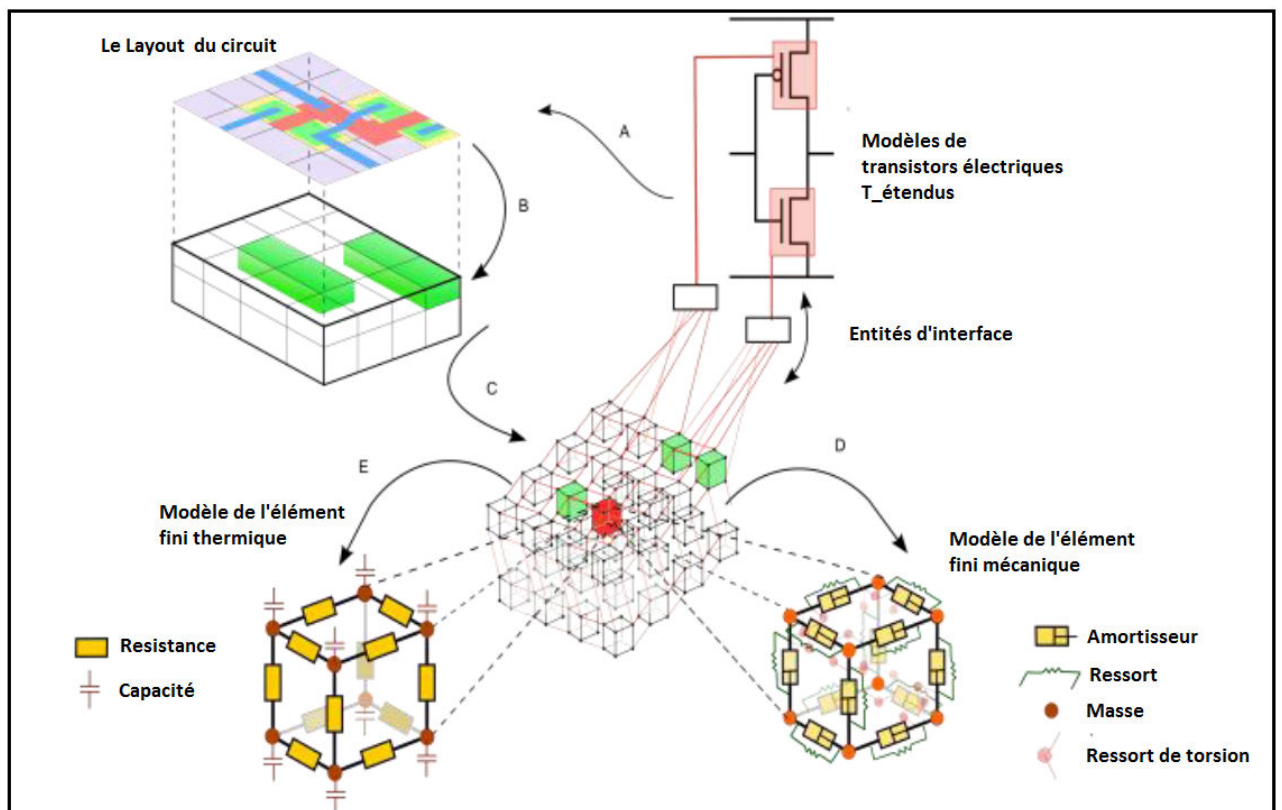 Le Layout du circuit
A
B
Modèles de
transistors électriques
T_étendus
Entités d'interface
C
D
E
Modèle de l'élément
fini thermique
Modèle de l'élément
fini mécanique
Resistance
Capacité
Amortisseur
Ressort
Masse
Ressort de torsion